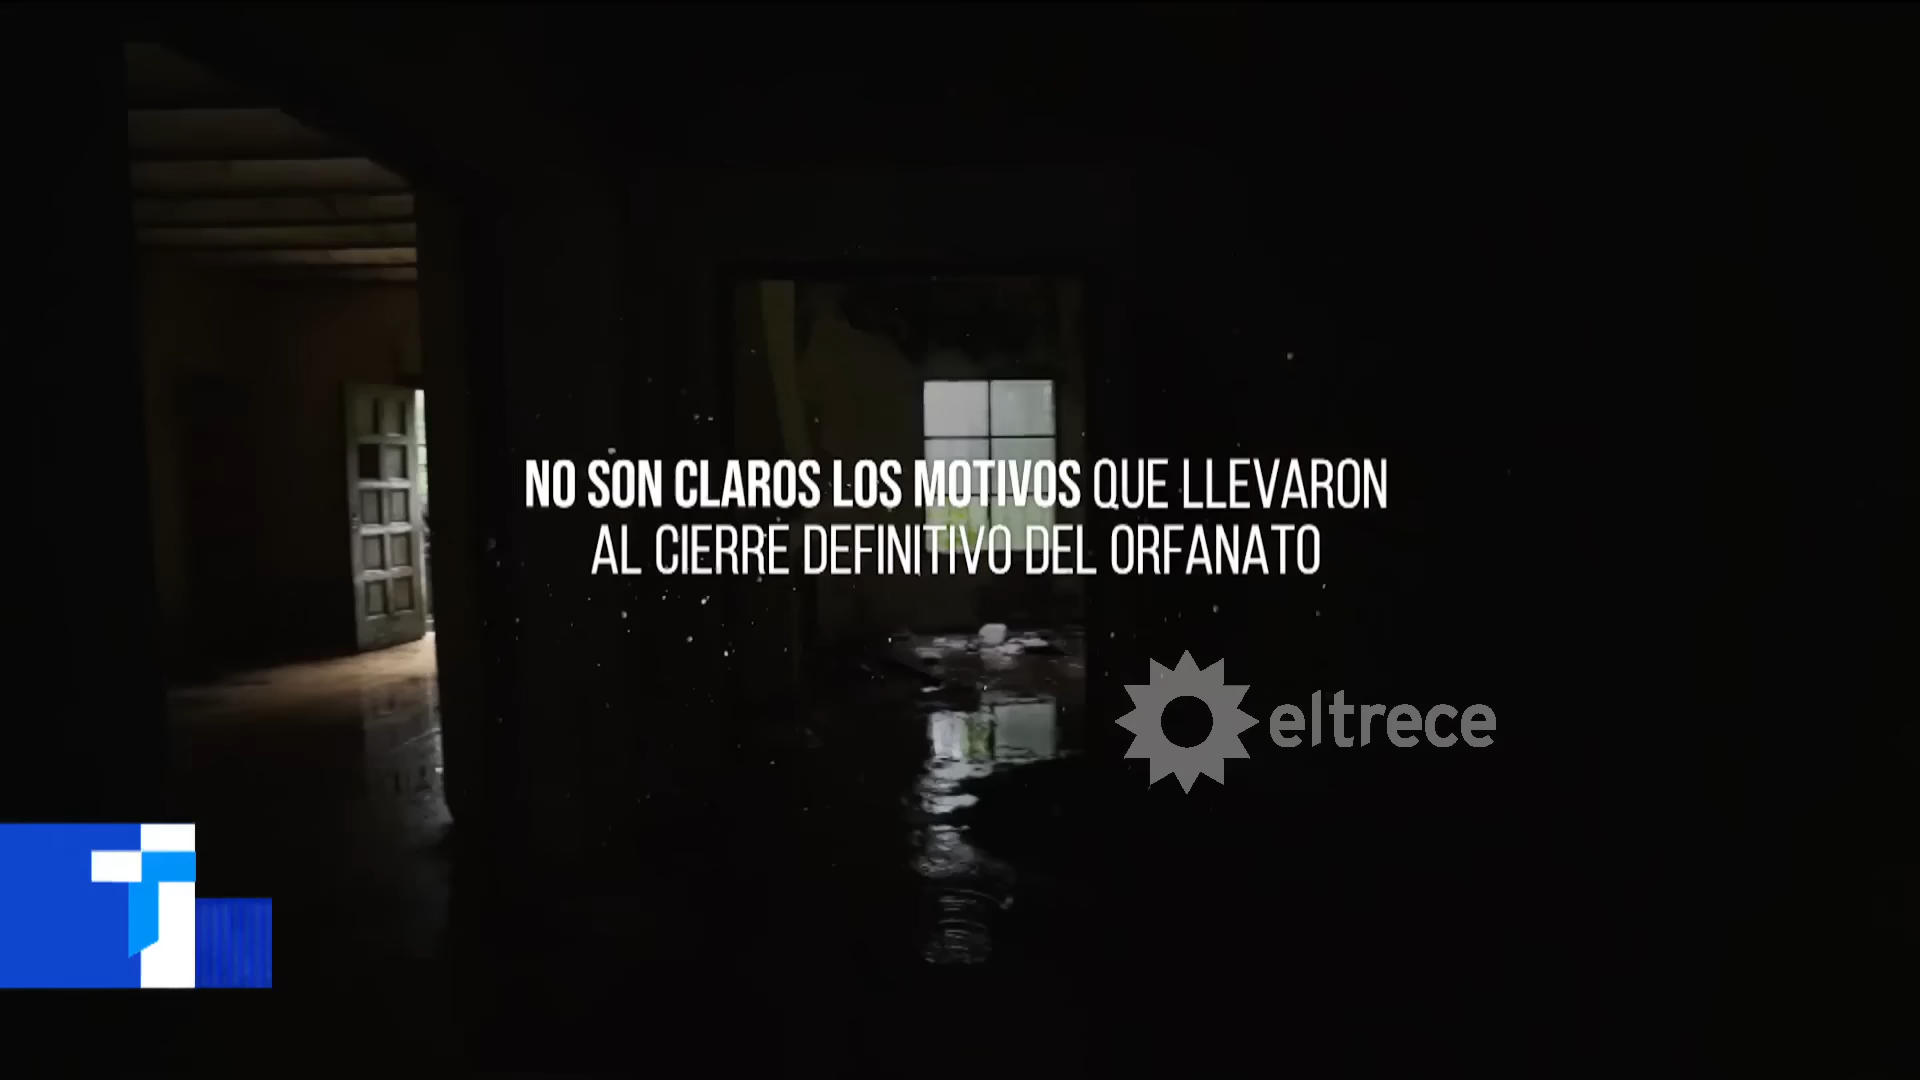 NO SON CLAROS LOS MOTIVOS QUE LLEVARON
AL CIERRE DEFINITIVO DEL ORFANATO
eltrece